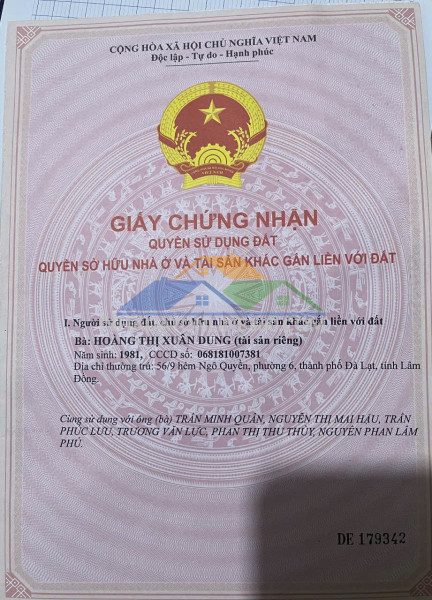 CỘNG HÒA XÃ HỘI CHỦ NGHĨA VIỆT NAM
Độc lập - Tự do - Hạnh phúc
VIỆT NAM
GIẤY CHỨNG NHẬN
QUYỀN SỬ DỤNG ĐẤT
QUYỀN SỞ HỮU NHÀ Ở VÀ TÀI SẢN KHÁC GẮN LIỀN VỚI ĐẤT
I. Người sử dụng đất, chủ sở hữu nhà ở và tài sản khác gắn liền với đất
Bà: HOÀNG THỊ XUÂN DUNG (tài sản riêng)
Năm sinh: 1981, CCCD số: 068181007381
Địa chỉ thường trú: 56/9 hẻm Ngô Quyền, phường 6, thành phố Đà Lạt, tỉnh Lâm
Đồng.
Cùng sử dụng với ông (bà) TRẦN MINH QUÂN, NGUYỄN THỊ MAI HẬU, TRẦN
PHÚC LƯU, TRƯƠNG VĂN LỰC, PHAN THỊ THU THỦY, NGUYỄN PHAN LÂM
PHÚ.
DE 179342